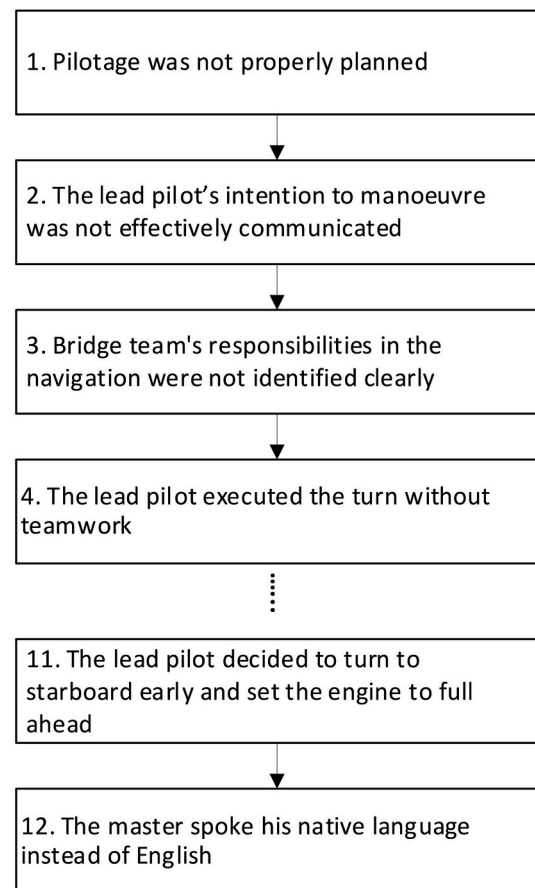 1. Pilotage was not properly planned
2. The lead pilot’s intention to manoeuvre
was not effectively communicated
3. Bridge team's responsibilities in the
navigation were not identified clearly
4. The lead pilot executed the turn without
teamwork
11. The lead pilot decided to turn to
starboard early and set the engine to full
ahead
12. The master spoke his native language
instead of English